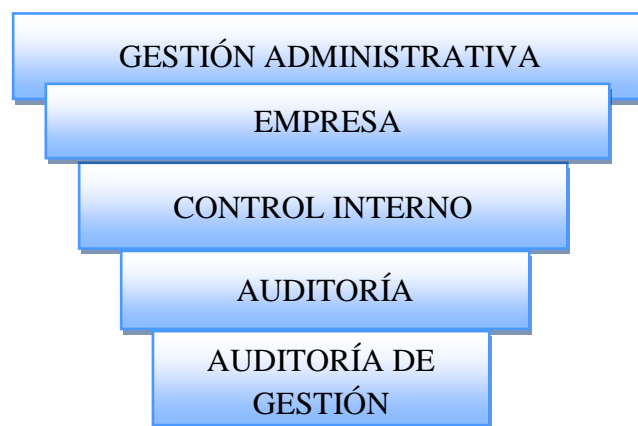 GESTIÓN ADMINISTRATIVA
EMPRESA
CONTROL INTERNO
AUDITORÍA
AUDITORÍA DE
GESTIÓN